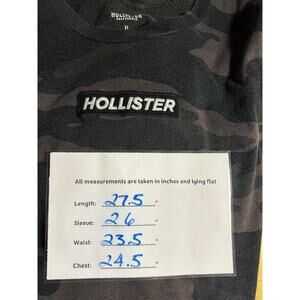 HOLLISTER
CALIFORNIA
HOLLISTER
All measurements are taken in inches and lying flat
Length: 27.5 "
Sleeve: 26 "
Waist: 23.5 "
Chest: 24.5 "